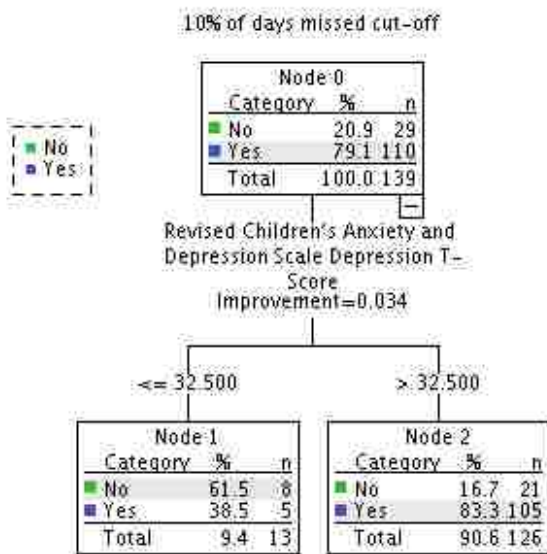 10% of days missed cut-off
Node 0
Category % n
No 20.9 29
Yes 79.1 110
Total 100.0 139
No
Yes
Revised Children's Anxiety and
Depression Scale Depression T-
Score
Improvement=0.034
<= 32.500
> 32.500
Node 1
Category % n
No 61.5 8
Yes 38.5 5
Total 9.4 13
Node 2
Category % n
No 16.7 21
Yes 83.3 105
Total 90.6 126